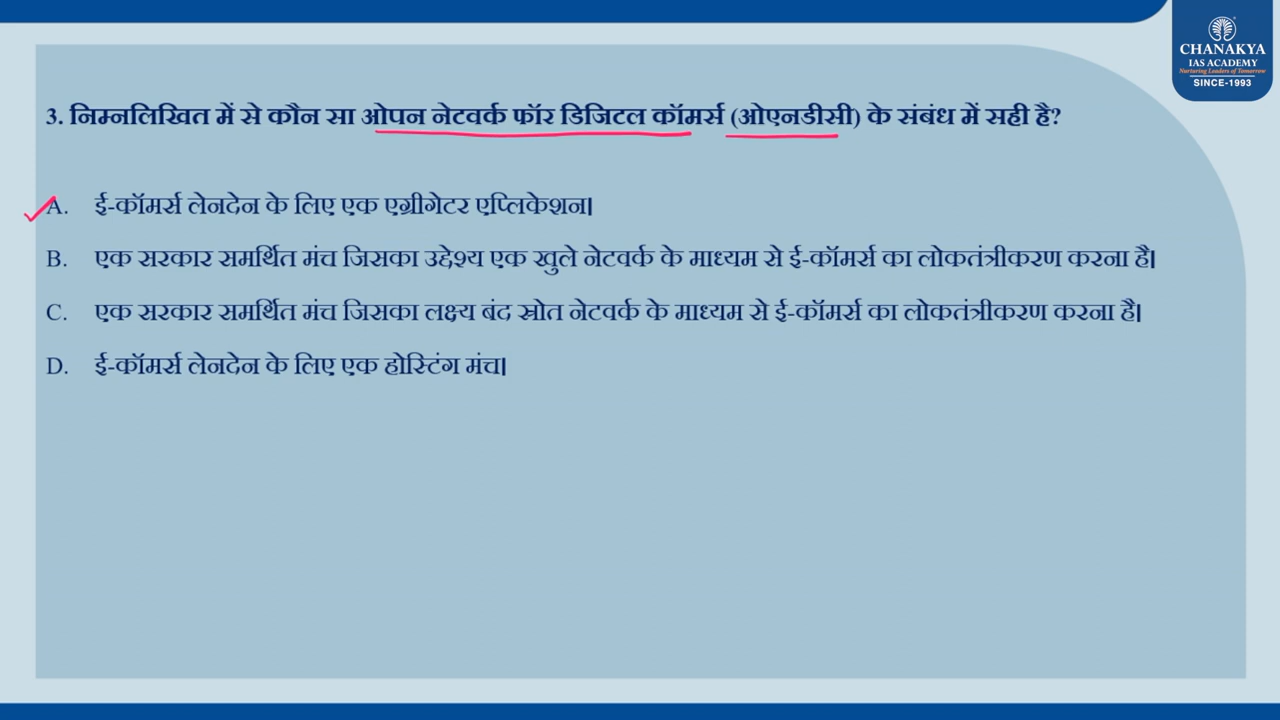 CHANAKYA
IAS ACADEMY
Nurturing Leaders of Tomorrow
SINCE-1993
3. निम्नलिखित में से कौन सा ओपन नेटवर्क फॉर डिजिटल कॉमर्स (ओएनडीसी) के संबंध में सही है?
A. ई-कॉमर्स लेनदेन के लिए एक एग्रीगेटर एप्लिकेशन।
B. एक सरकार समर्थित मंच जिसका उद्देश्य एक खुले नेटवर्क के माध्यम से ई-कॉमर्स का लोकतंत्रीकरण करना है।
C. एक सरकार समर्थित मंच जिसका लक्ष्य बंद स्रोत नेटवर्क के माध्यम से ई-कॉमर्स का लोकतंत्रीकरण करना है।
D. ई-कॉमर्स लेनदेन के लिए एक होस्टिंग मंच।